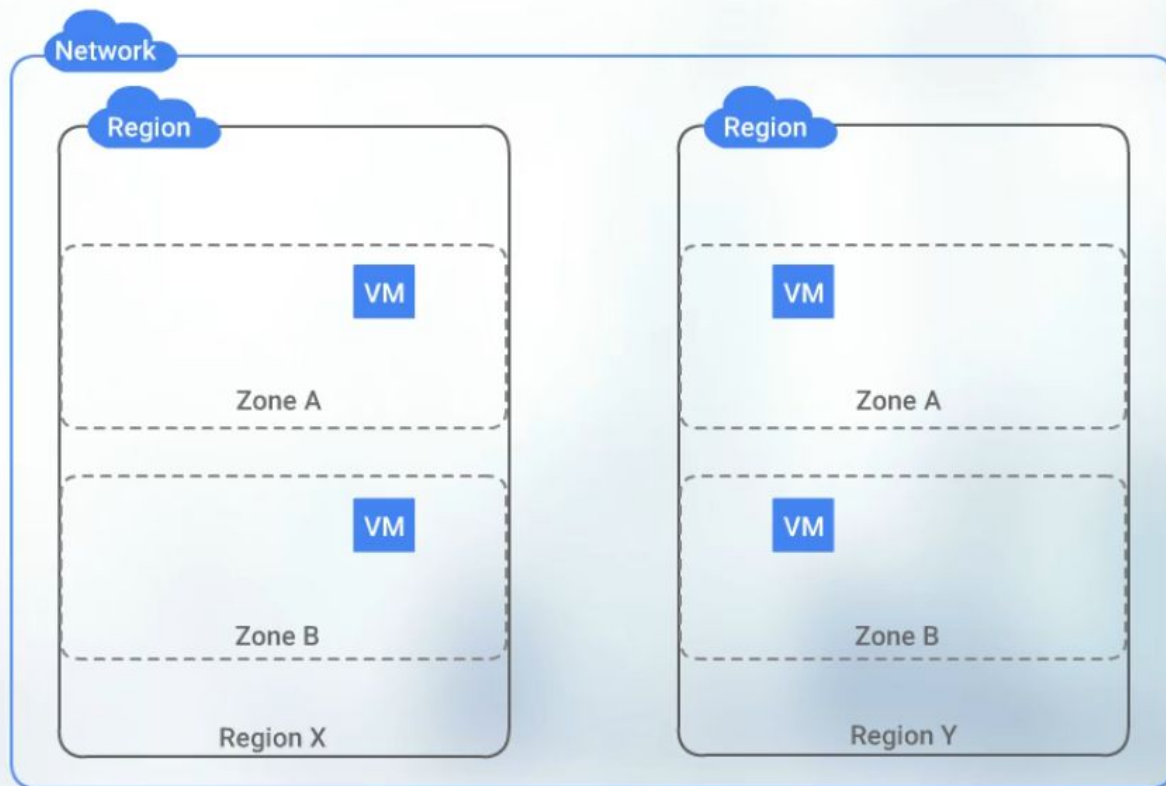 Network
Region
Region
VM
VM
Zone A
Zone A
VM
VM
Zone B
Zone B
Region X
Region Y